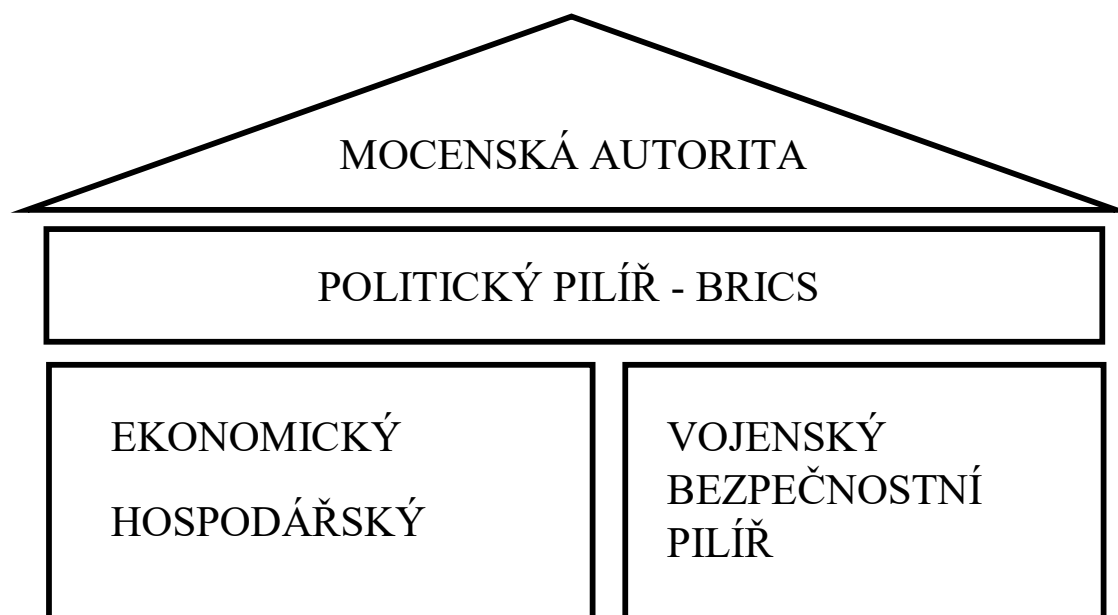 MOCENSKÁ AUTORITA
POLITICKÝ PILÍŘ - BRICS
EKONOMICKÝ
HOSPODÁŘSKÝ
VOJENSKÝ
BEZPEČNOSTNÍ
PILÍŘ